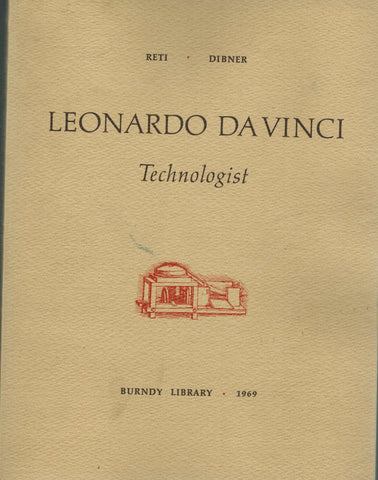 RETI · DIBNER
LEONARDO DA VINCI
Technologist
BURNDY LIBRARY · 1969